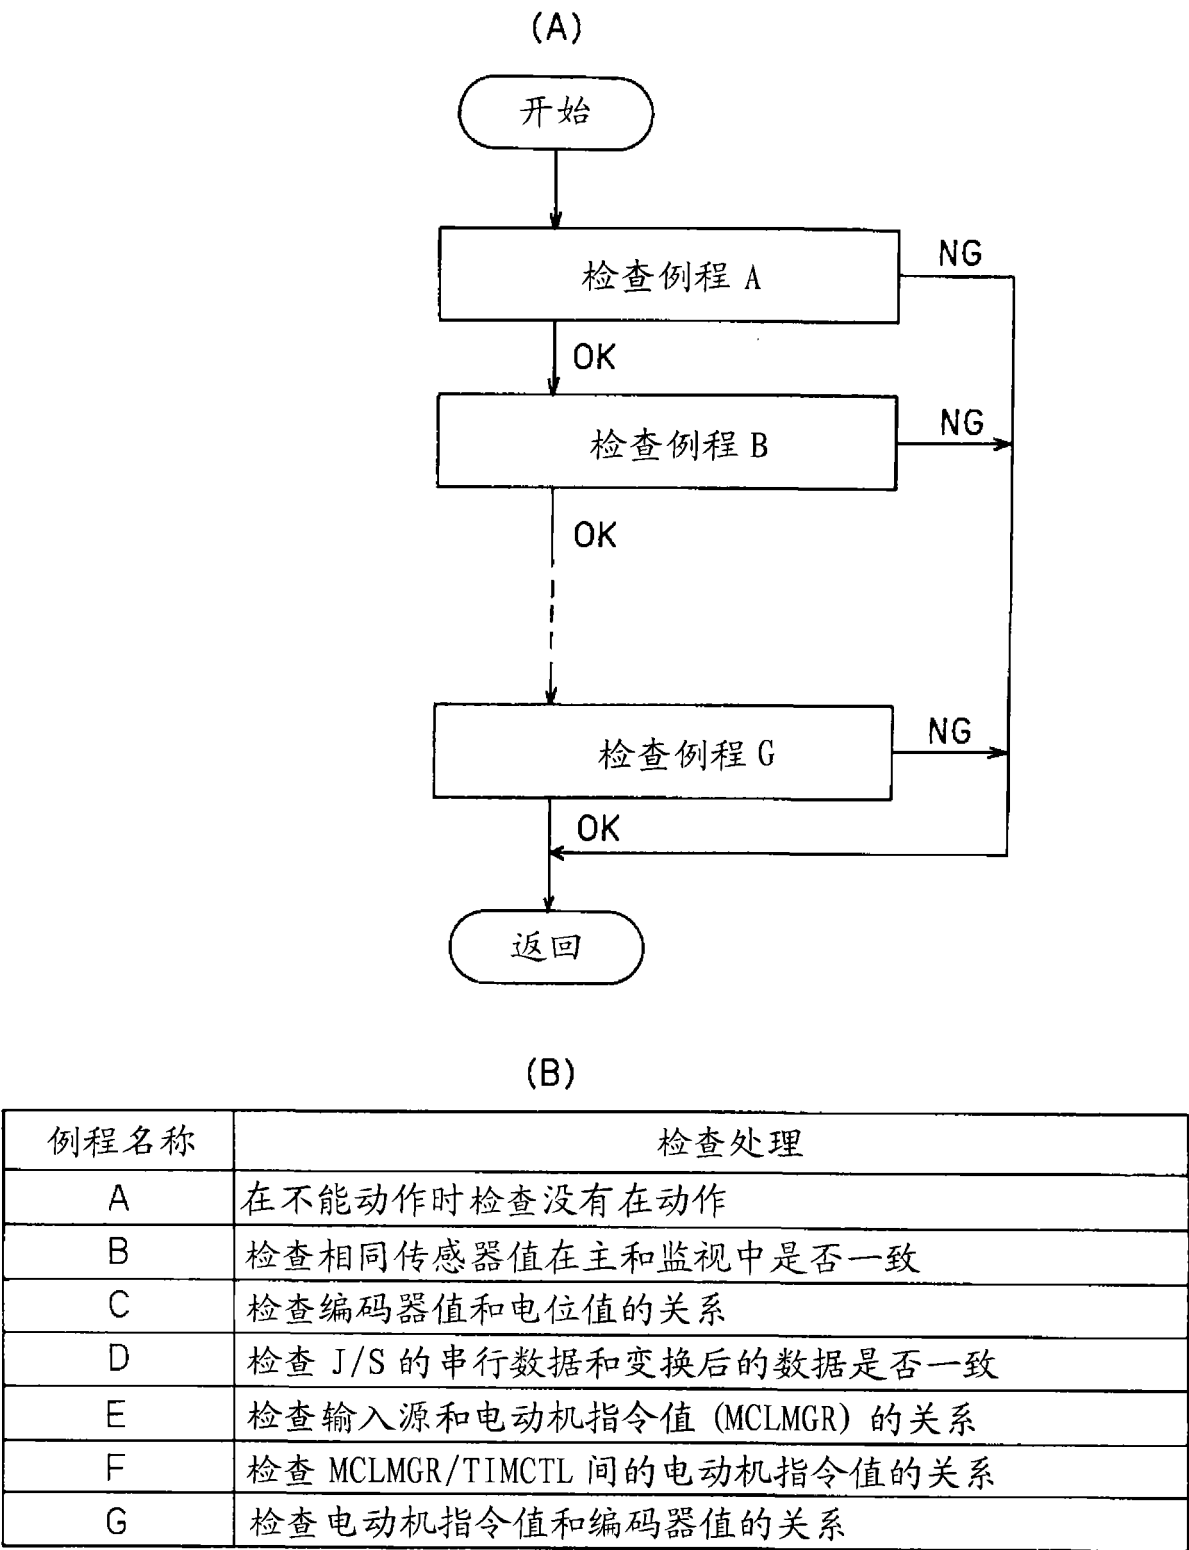 (A)
开始
检查例程 A
NG
OK
检查例程 B
NG
OK
检查例程 G
NG
OK
返回
(B)
例程名称 检查处理
A 在不能动作时检查没有在动作
B 检查相同传感器值在主和监视中是否一致
C 检查编码器值和电位值的关系
D 检查 J/S 的串行数据和变换后的数据是否一致
E 检查输入源和电动机指令值 (MCLMGR) 的关系
F 检查 MCLMGR/TIMCTL 间的电动机指令值的关系
G 检查电动机指令值和编码器值的关系